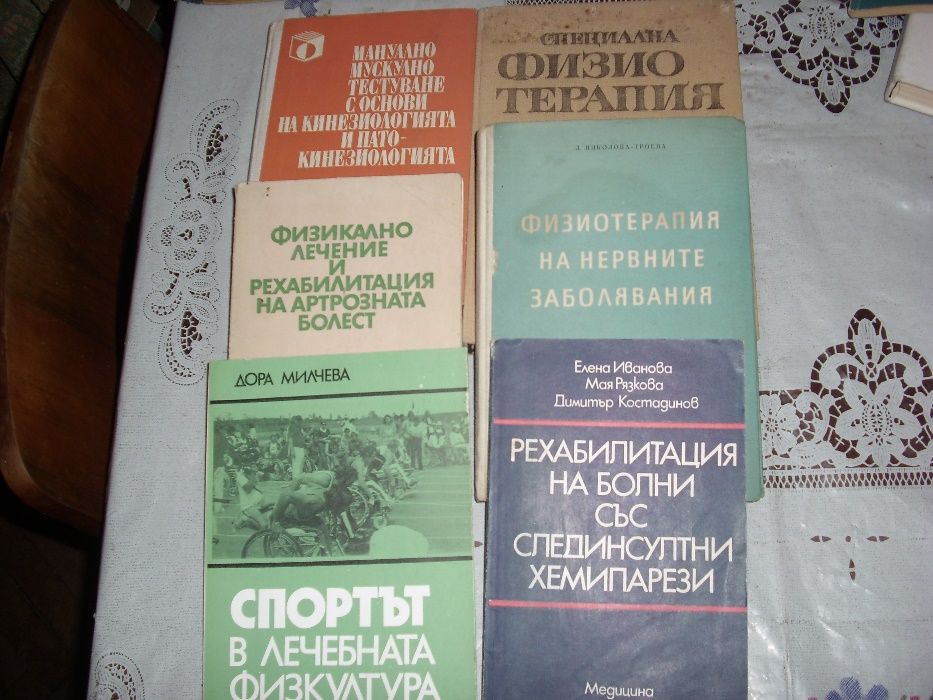 МАНУАЛНО
МУСКУЛНО
ТЕСТУВАНЕ
С ОСНОВИ
НА КИНЕЗИОЛОГИЯТА
И ПАТО-
КИНЕЗИОЛОГИЯТА
СПЕЦИАЛНА
ФИЗИО
ТЕРАПИЯ
ФИЗИКАЛНО
ЛЕЧЕНИЕ
И
РЕХАБИЛИТАЦИЯ
НА АРТРОЗНАТА
БОЛЕСТ
Л. НИКОЛОВА-ТРОЕВА
ФИЗИОТЕРАПИЯ
НА НЕРВНИТЕ
ЗАБОЛЯВАНИЯ
ДОРА МИЛЧЕВА
СПОРТЪТ
В ЛЕЧЕБНАТА
ФИЗКУЛТУРА
Елена Иванова
Мая Рязкова
Димитър Костадинов
РЕХАБИЛИТАЦИЯ
НА БОЛНИ
СЪС
СЛЕДИНСУЛТНИ
ХЕМИПАРЕЗИ
Медицина